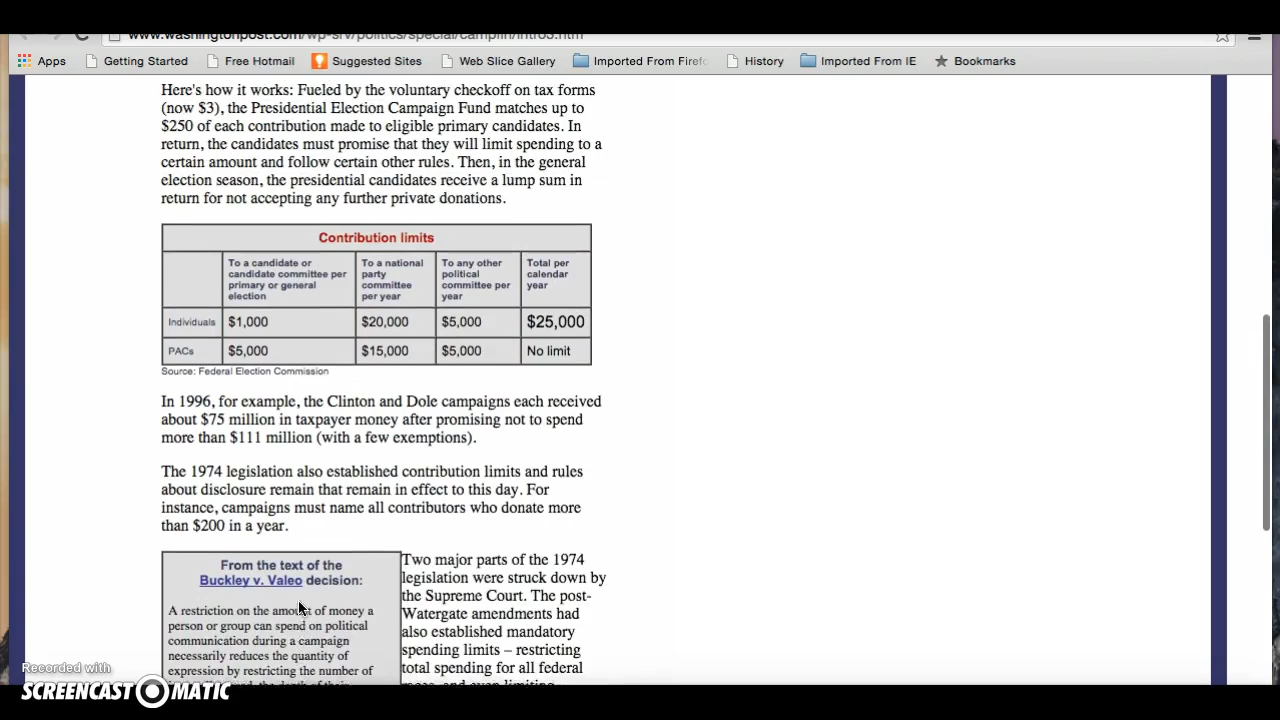 www.washingtonpost.com/wp-srv/politics/special/campfin/intro3.htm
Apps
Getting Started
Free Hotmail
Suggested Sites
Web Slice Gallery
Imported From Firefo
History
Imported From IE
Bookmarks
Here's how it works: Fueled by the voluntary checkoff on tax forms
(now $3), the Presidential Election Campaign Fund matches up to
$250 of each contribution made to eligible primary candidates. In
return, the candidates must promise that they will limit spending to a
certain amount and follow certain other rules. Then, in the general
election season, the presidential candidates receive a lump sum in
return for not accepting any further private donations.
Contribution limits
To a candidate or
candidate committee per
primary or general
election
To a national
party
committee
per year
To any other
political
committee per
year
Total per
calendar
year
Individuals
$1,000
$20,000
$5,000
$25,000
PACs
$5,000
$15,000
$5,000
No limit
Source: Federal Election Commission
In 1996, for example, the Clinton and Dole campaigns each received
about $75 million in taxpayer money after promising not to spend
more than $111 million (with a few exemptions).
The 1974 legislation also established contribution limits and rules
about disclosure remain that remain in effect to this day. For
instance, campaigns must name all contributors who donate more
than $200 in a year.
From the text of the
Buckley v. Valeo decision:
A restriction on the amount of money a
person or group can spend on political
communication during a campaign
necessarily reduces the quantity of
expression by restricting the number of
Two major parts of the 1974
legislation were struck down by
the Supreme Court. The post-
Watergate amendments had
also established mandatory
spending limits – restricting
total spending for all federal
races, and even limiting
Recorded with
SCREENCAST-O-MATIC